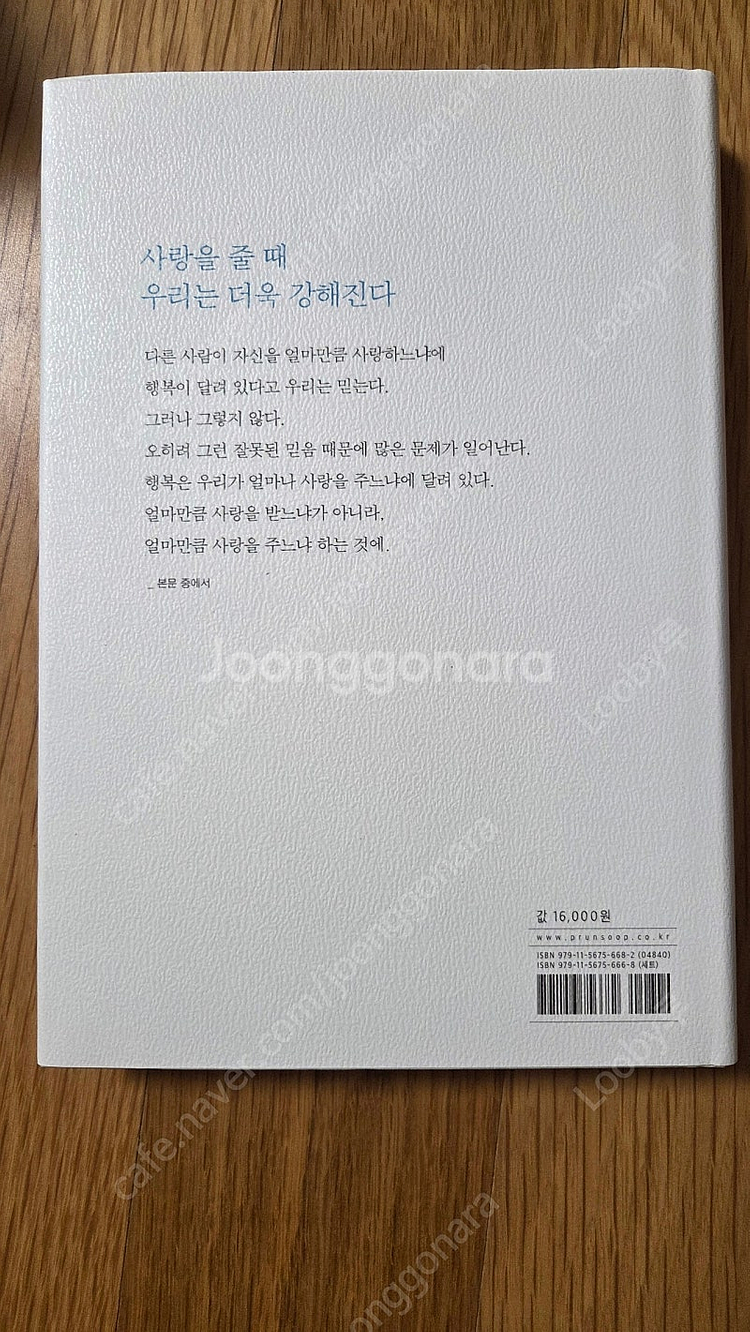 사랑을 줄 때
우리는 더욱 강해진다
다른 사람이 자신을 얼마만큼 사랑하느냐에
행복이 달려 있다고 우리는 믿는다.
그러나 그렇지 않다.
오히려 그런 잘못된 믿음 때문에 많은 문제가 일어난다.
행복은 우리가 얼마나 사랑을 주느냐에 달려 있다.
얼마만큼 사랑을 받느냐가 아니라,
얼마만큼 사랑을 주느냐 하는 것에.
_ 본문 중에서
Joonggonara
값 16,000원
www.prunsoop.co.kr
ISBN 979-11-5675-668-2 (04840)
ISBN 979-11-5675-666-8 (세트)
cafe.naver.com/joonggonara